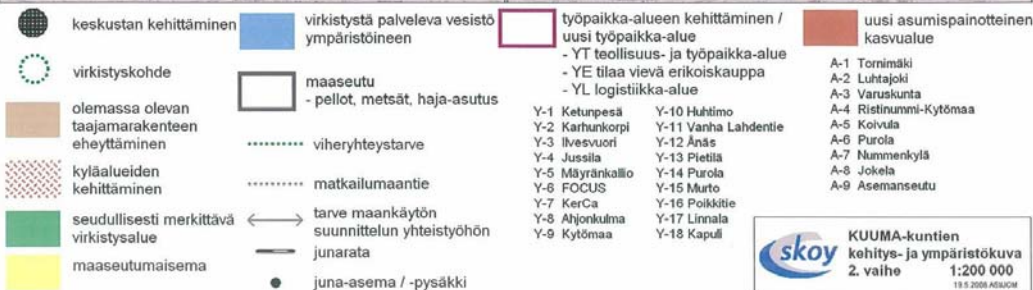 keskustan kehittäminen
virkistyskohde
olemassa olevan
taajamarakenteen
eheyttäminen
kyläalueiden
kehittäminen
seudullisesti merkittävä
virkistysalue
maaseutumaisema
virkistystä palveleva vesistö
ympäristöineen
maaseutu
- pellot, metsät, haja-asutus
viheryhteystarve
matkailumaantie
tarve maankäytön
suunnittelun yhteistyöhön
junarata
juna-asema / -pysäkki
työpaikka-alueen kehittäminen /
uusi työpaikka-alue
- YT teollisuus- ja työpaikka-alue
- YE tilaa vievä erikoiskauppa
- YL logistiikka-alue
Y-1 Ketunpesä
Y-2 Karhunkorpi
Y-3 Ilvesvuori
Y-4 Jussila
Y-5 Mäyränkallio
Y-6 FOCUS
Y-7 KerCa
Y-8 Ahjonkulma
Y-9 Kytömaa
Y-10 Huhtimo
Y-11 Vanha Lahdentie
Y-12 Ånäs
Y-13 Pietilä
Y-14 Purola
Y-15 Murto
Y-16 Poikkitie
Y-17 Linnala
Y-18 Kapuli
uusi asumispainotteinen
kasvualue
A-1 Tornimäki
A-2 Luhtajoki
A-3 Varuskunta
A-4 Ristinummi-Kytömaa
A-5 Koivula
A-6 Purola
A-7 Nummenkylä
A-8 Jokela
A-9 Asemanseutu
skoy
KUUMA-kuntien
kehitys- ja ympäristökuva
2. vaihe 1:200 000